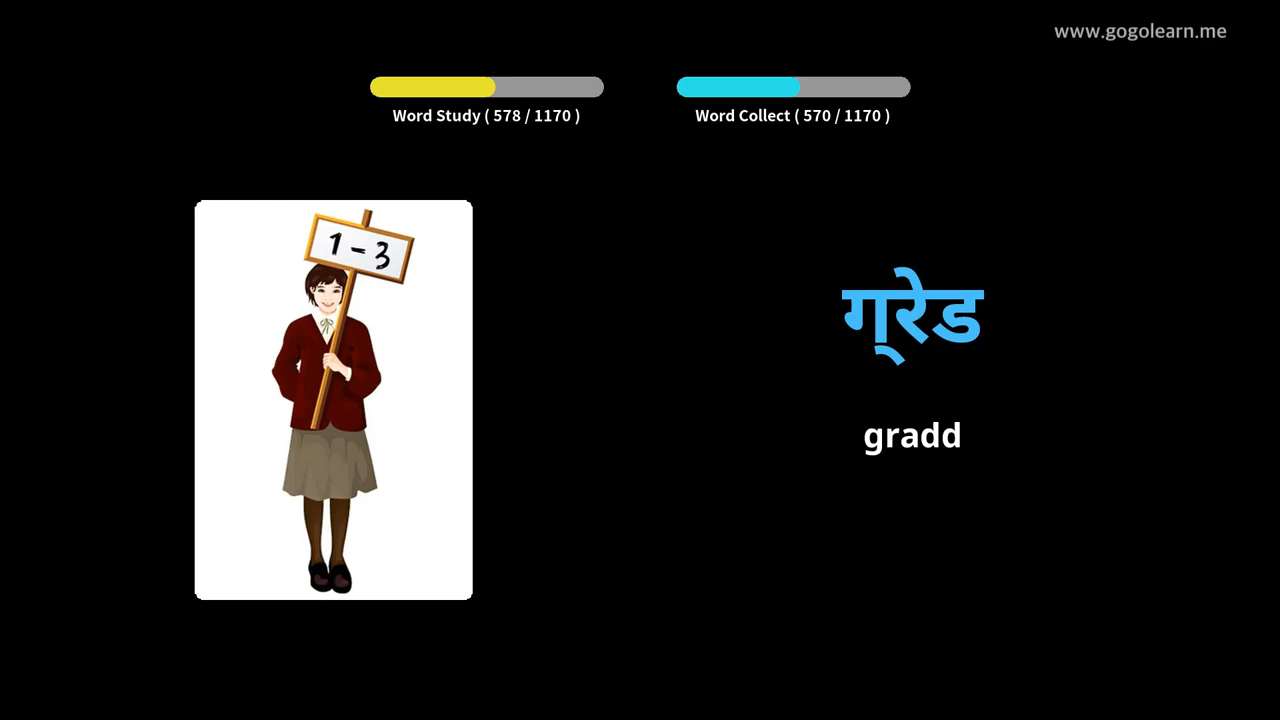 www.gogolearn.me
Word Study ( 578 / 1170 )
Word Collect ( 570 / 1170 )
1 - 3
ग्रेड
gradd